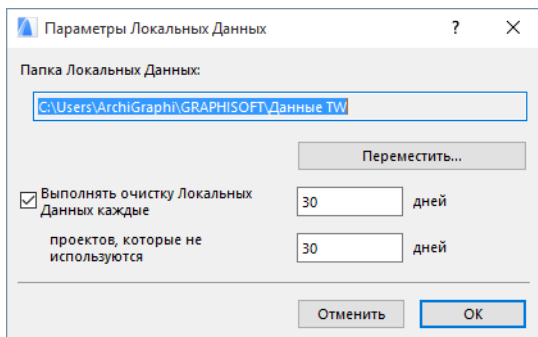 Параметры Локальных Данных
?
Папка Локальных Данных:
C:\Users\ArchiGraphi\GRAPHISOFT\Данные TW
Переместить...
Выполнять очистку Локальных
Данных каждые
30 дней
проектов, которые не
используются
30 дней
Отменить
ОК